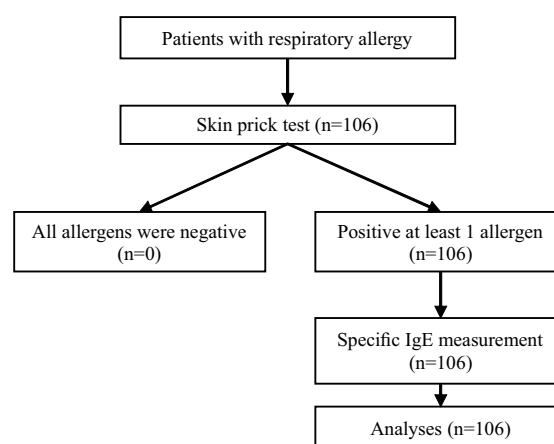 Patients with respiratory allergy
Skin prick test (n=106)
All allergens were negative
(n=0)
Positive at least 1 allergen
(n=106)
Specific IgE measurement
(n=106)
Analyses (n=106)